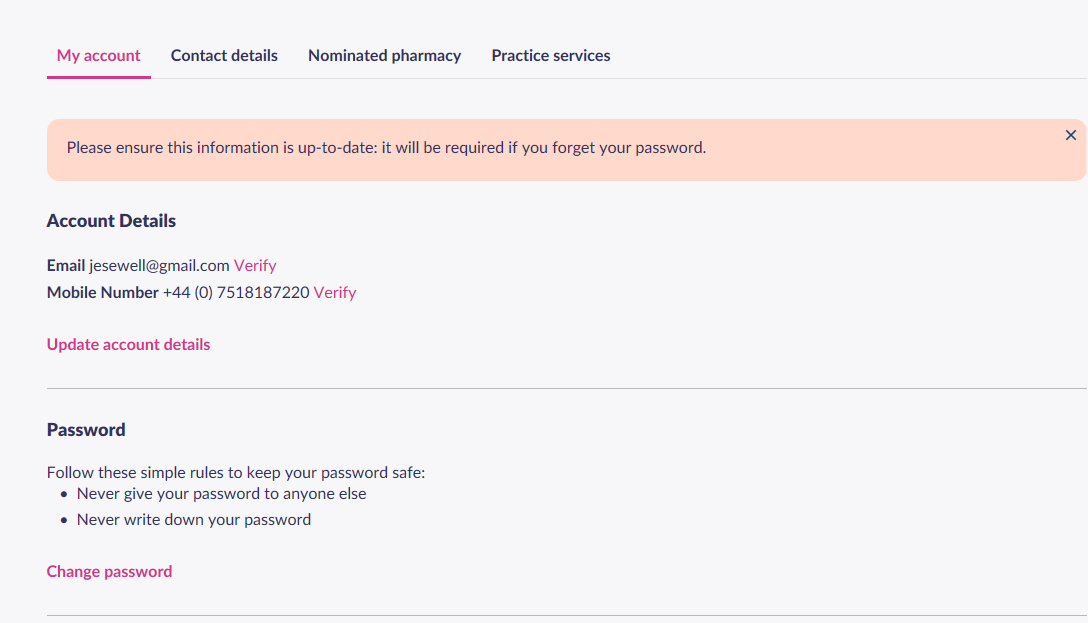 My account Contact details Nominated pharmacy Practice services
Please ensure this information is up-to-date: it will be required if you forget your password.
Account Details
Email jesewell@gmail.com Verify
Mobile Number +44 (0) 7518187220 Verify
Update account details
Password
Follow these simple rules to keep your password safe:
• Never give your password to anyone else
• Never write down your password
Change password